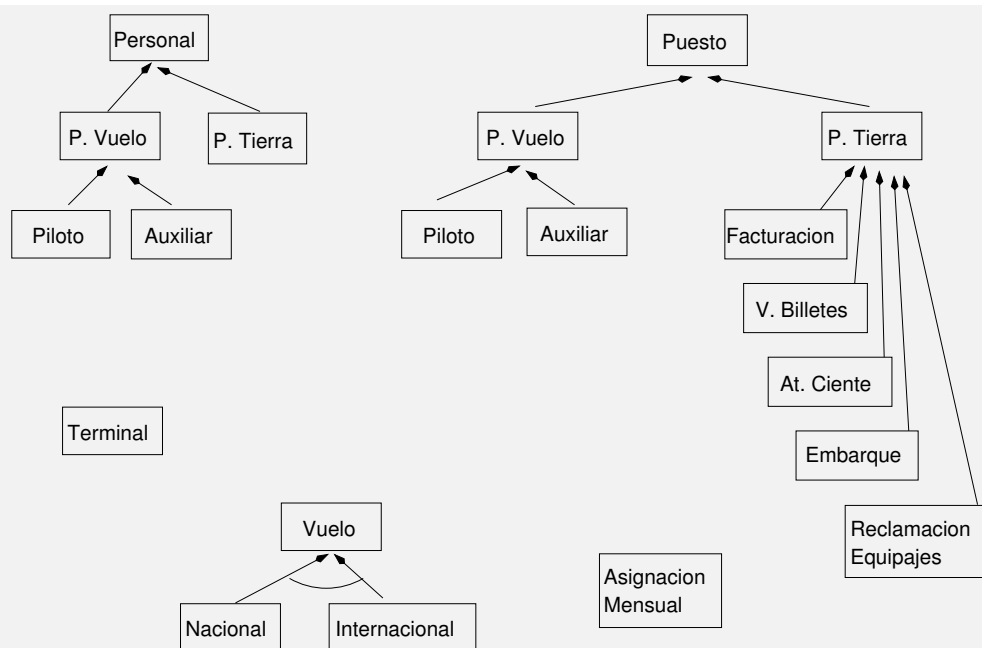 Personal
Puesto
P. Vuelo
P. Tierra
P. Vuelo
P. Tierra
Piloto
Auxiliar
Piloto
Auxiliar
Facturacion
V. Billetes
At. Ciente
Terminal
Embarque
Vuelo
Reclamacion
Equipajes
Asignacion
Mensual
Nacional
Internacional